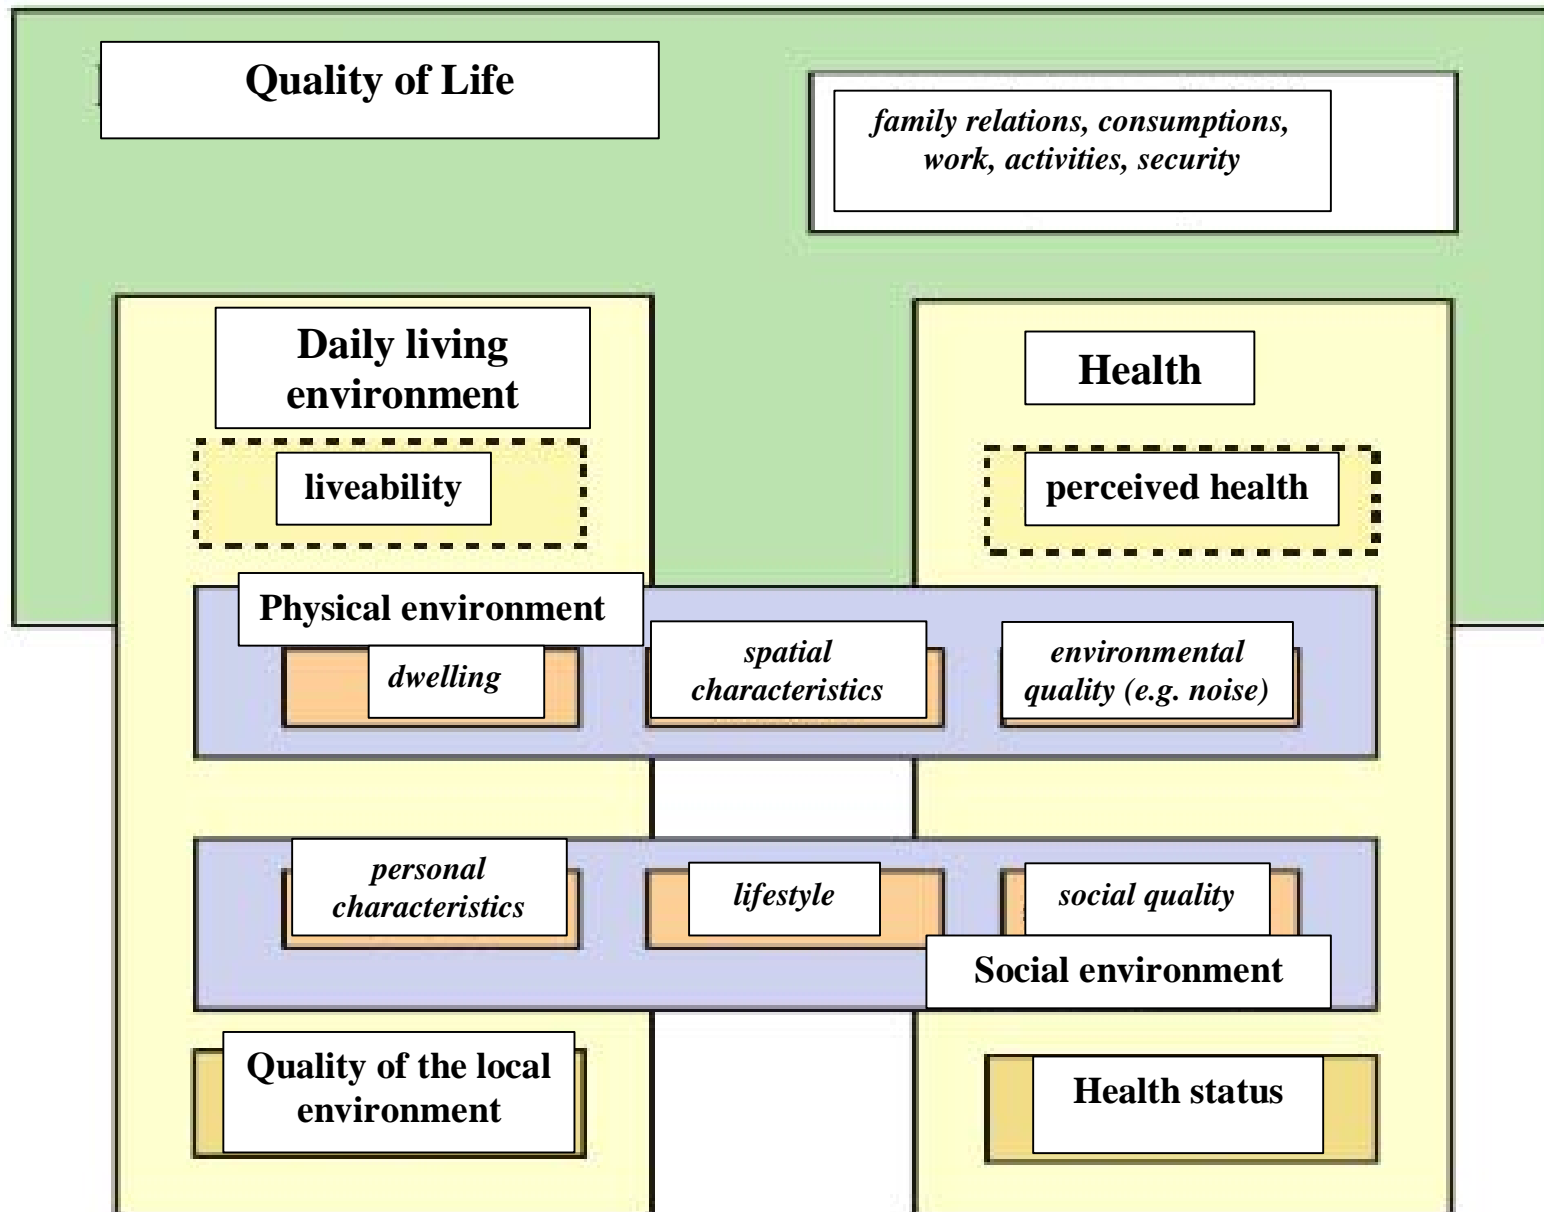 Quality of Life
family relations, consumptions,
work, activities, security
Daily living
environment
Health
liveability
perceived health
Physical environment
dwelling
spatial
characteristics
environmental
quality (e.g. noise)
personal
characteristics
lifestyle
social quality
Social environment
Quality of the local
environment
Health status